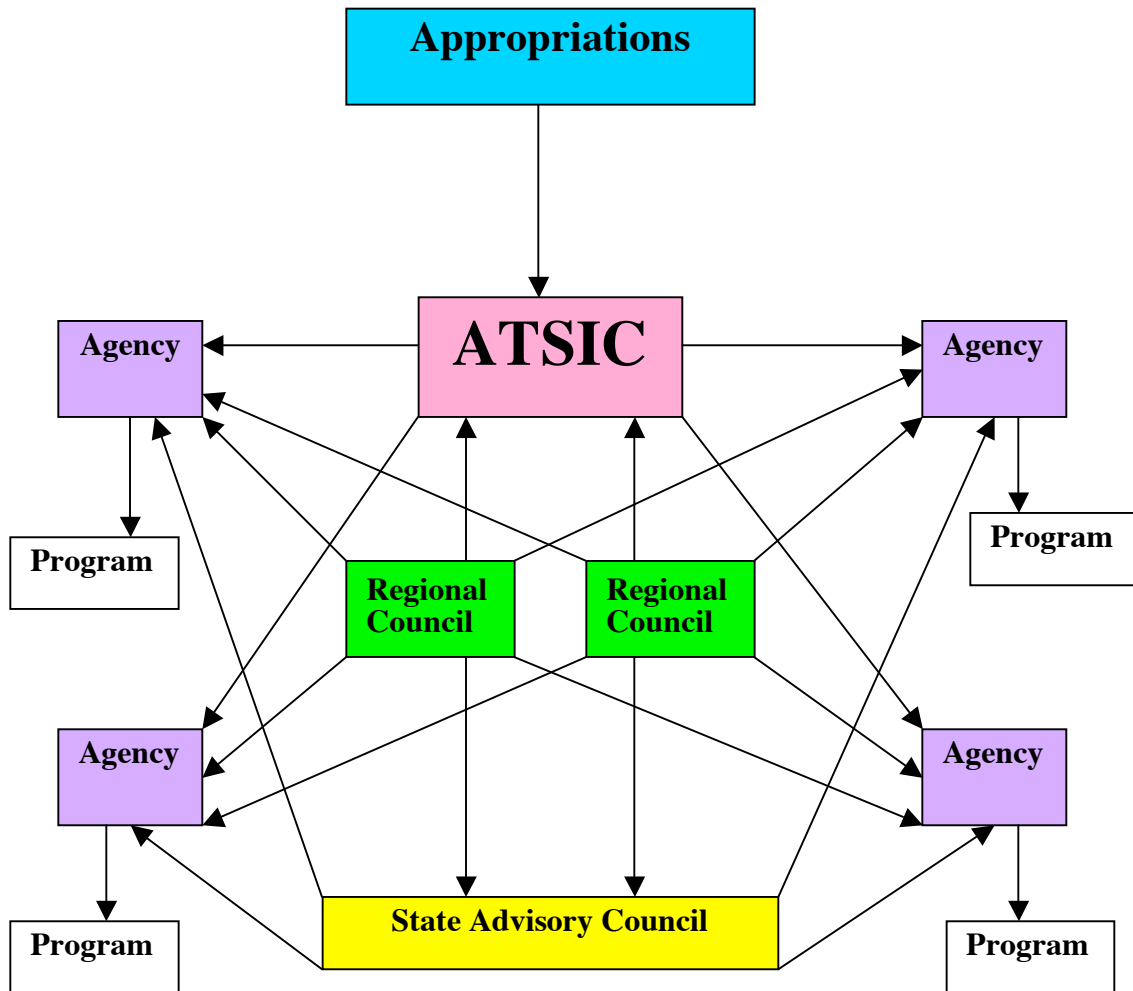 Appropriations
Agency
ATSIC
Agency
Program
Program
Regional
Council
Regional
Council
Agency
Agency
State Advisory Council
Program
Program